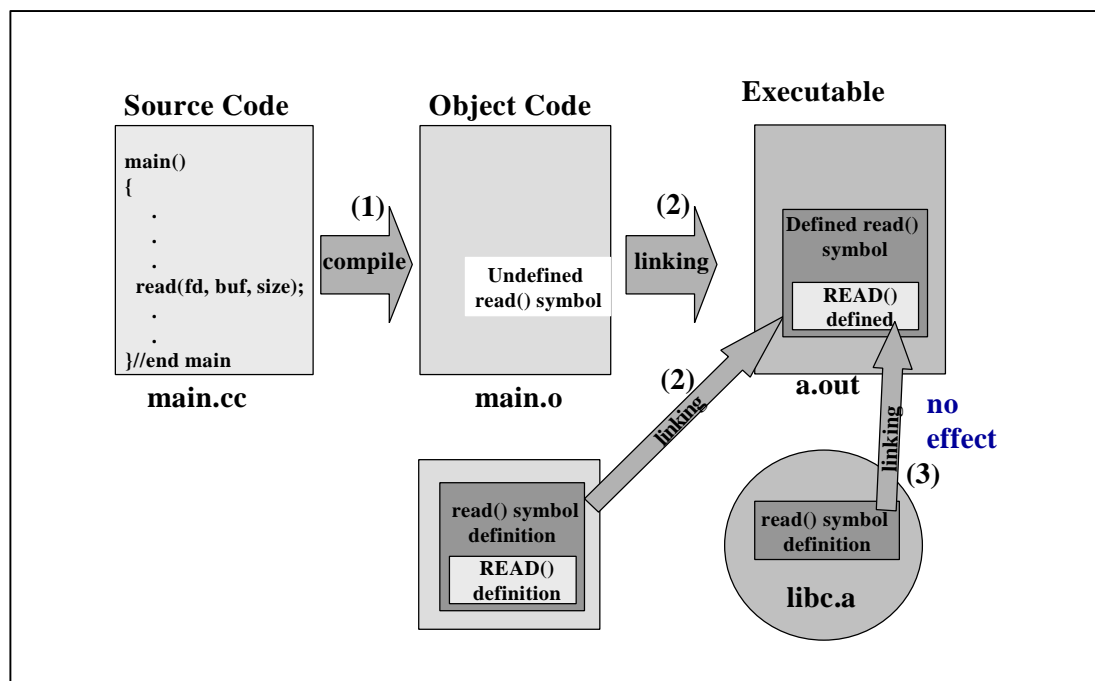 Source Code
main()
{
.
.
.
read(fd, buf, size);
.
.
}//end main
main.cc
(1)
compile
Object Code
Undefined
read() symbol
main.o
(2)
linking
Executable
Defined read()
symbol
READ()
defined
a.out
(2)
linking
read() symbol
definition
READ()
definition
no
effect
linking
(3)
read() symbol
definition
libc.a